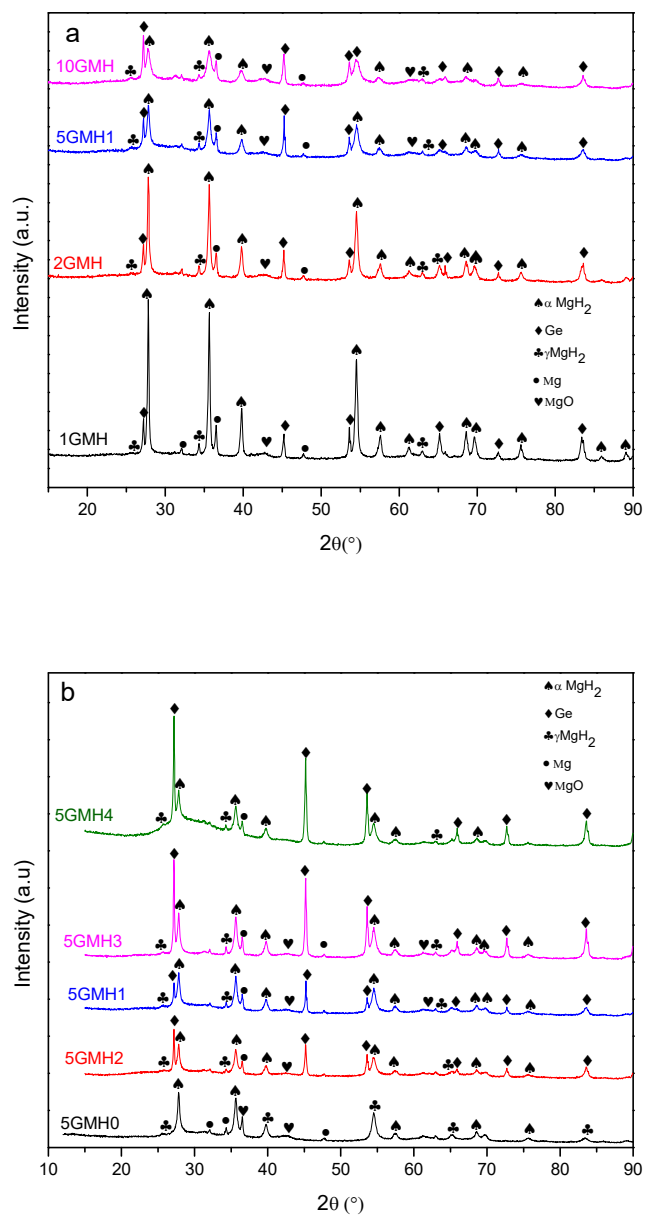 a
10GMH
5GMH1
2GMH
1GMH
♠ α MgH₂
♦ Ge
♣ γMgH₂
● Mg
♥ MgO
Intensity (a.u.)
20 30 40 50 60 70 80 90
2θ(°)
b
♠ α MgH₂
♦ Ge
♣ γMgH₂
● Mg
♥ MgO
5GMH4
5GMH3
5GMH1
5GMH2
5GMH0
Intensity (a.u)
10 20 30 40 50 60 70 80 90
2θ (°)